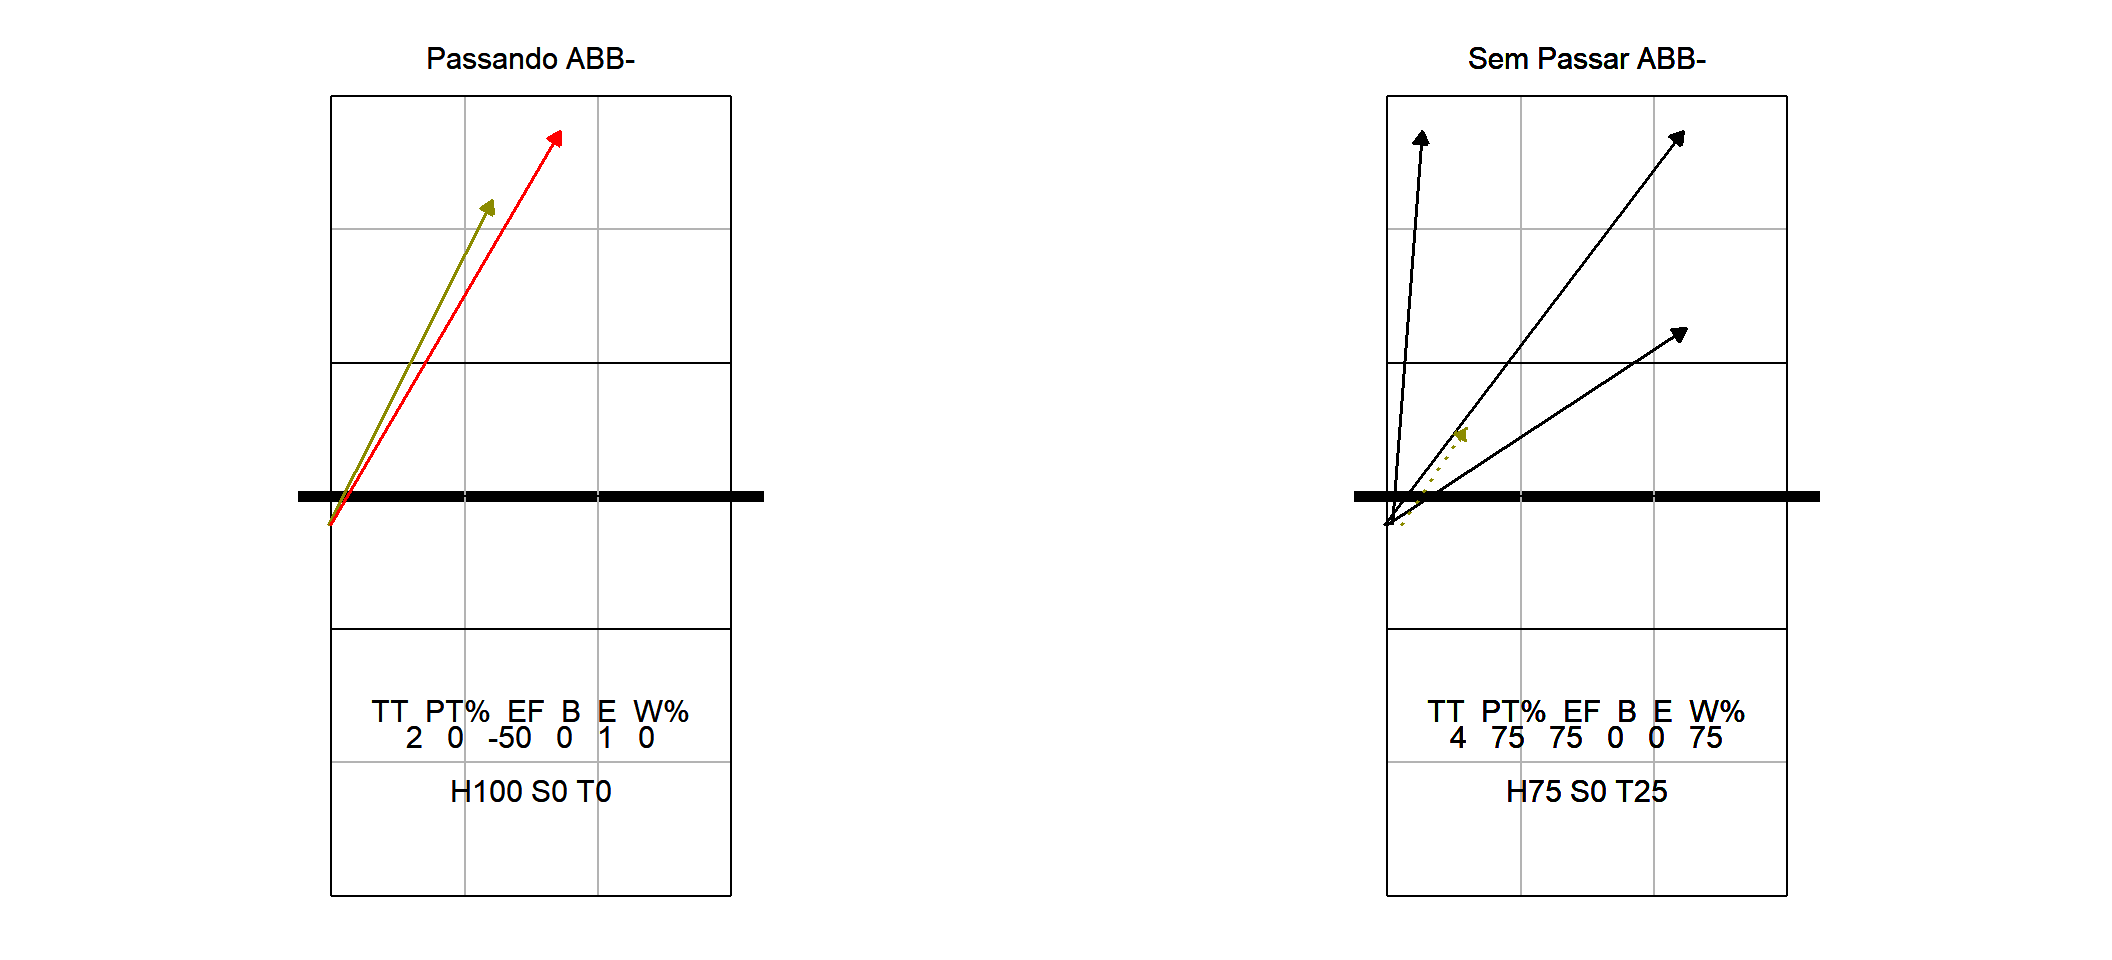 Passando ABB-
TT PT% EF B E W%
2 0 -50 0 1 0
H100 S0 T0
Sem Passar ABB-
TT PT% EF B E W%
4 75 75 0 0 75
H75 S0 T25